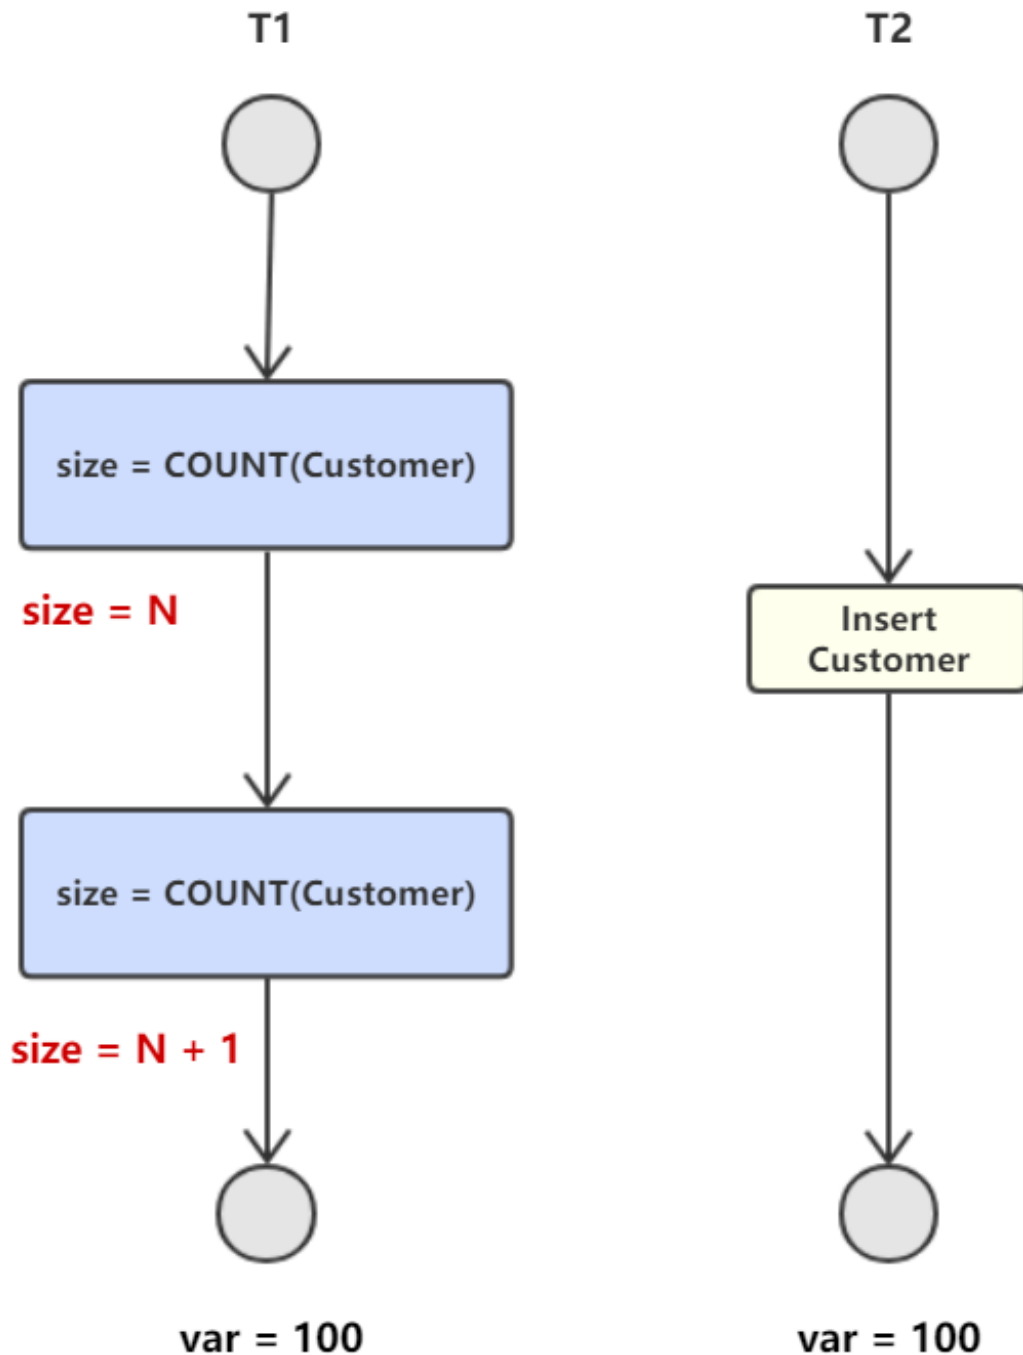 T1
T2
size = COUNT(Customer)
size = N
Insert
Customer
size = COUNT(Customer)
size = N + 1
var = 100
var = 100